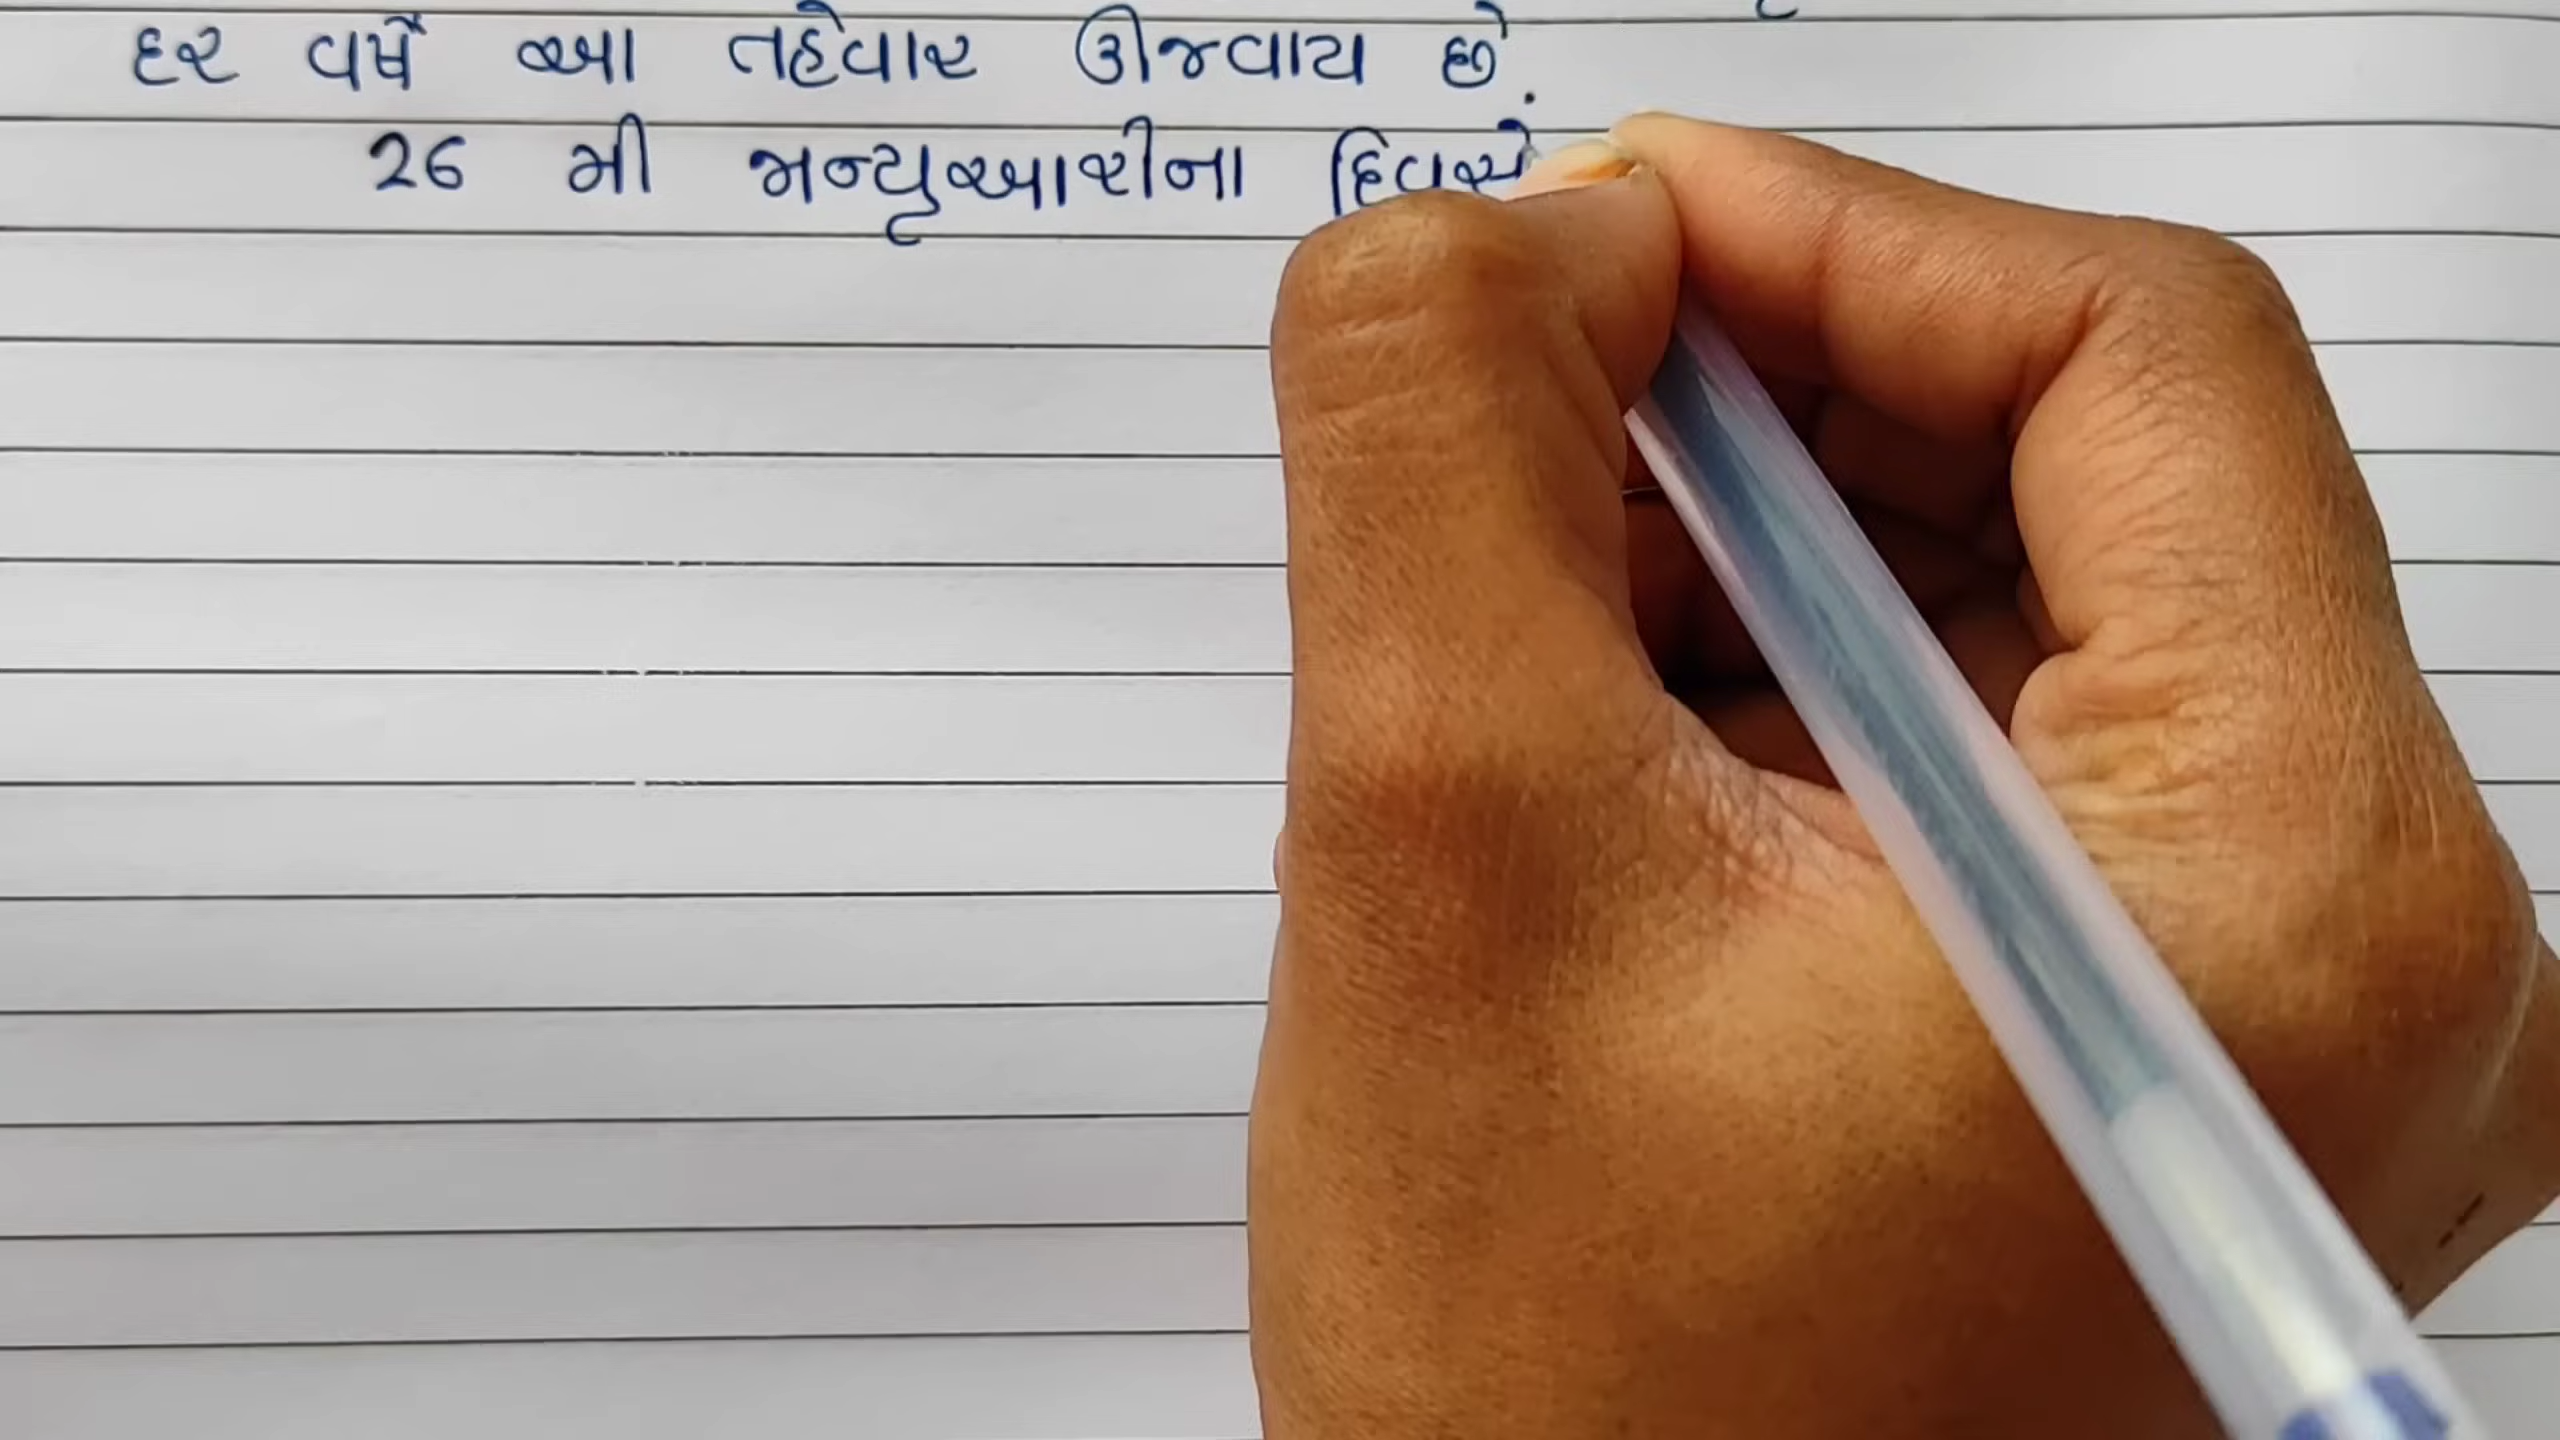 દર વર્ષે આ તહેવાર ઊજવાય છે.
26 મી જાન્યુઆરીના દિવસે